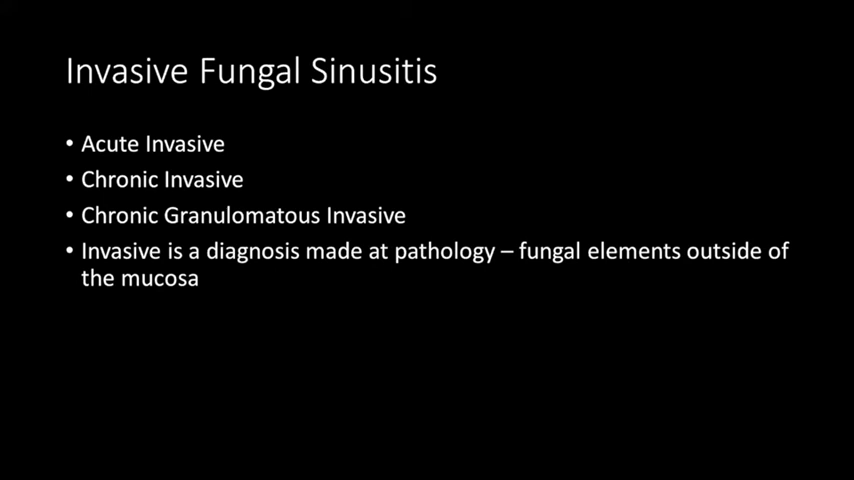 Invasive Fungal Sinusitis
• Acute Invasive
• Chronic Invasive
• Chronic Granulomatous Invasive
• Invasive is a diagnosis made at pathology – fungal elements outside of
the mucosa